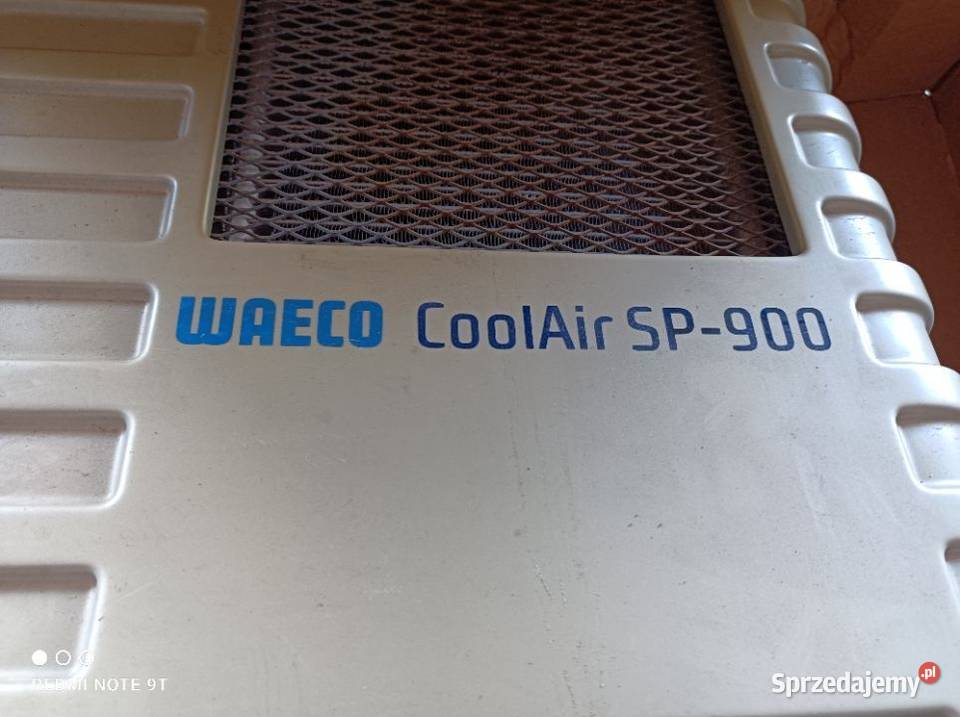 WAECO CoolAir SP-900
REDMI NOTE 9T
Sprzedajemy.pl